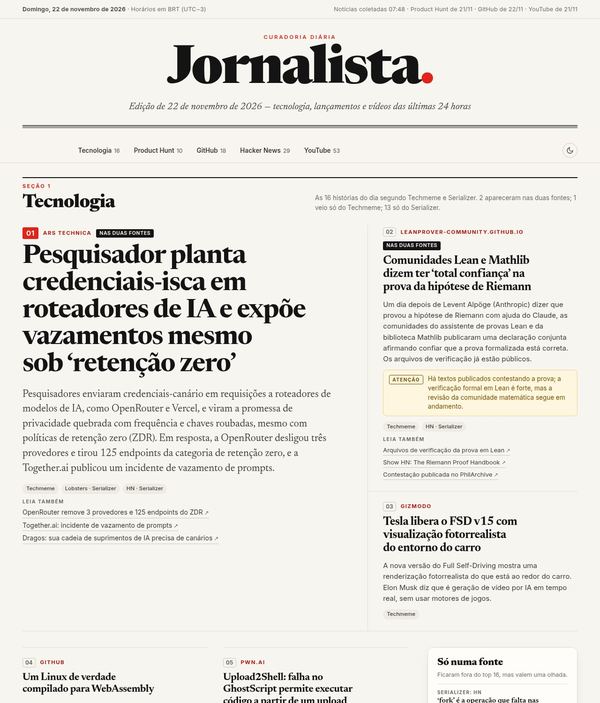 Domingo, 22 de novembro de 2026 · Horários em BRT (UTC−3)
Notícias coletadas 07:48 · Product Hunt de 21/11 · GitHub de 22/11 · YouTube de 21/11
CURADORIA DIÁRIA
Jornalista.
Edição de 22 de novembro de 2026 — tecnologia, lançamentos e vídeos das últimas 24 horas
Tecnologia 16 Product Hunt 10 GitHub 18 Hacker News 29 YouTube 53
SEÇÃO 1
Tecnologia
As 16 histórias do dia segundo Techmeme e Serializer. 2 apareceram nas duas fontes; 1
veio só do Techmeme; 13 só do Serializer.
01 ARS TECHNICA NAS DUAS FONTES
Pesquisador planta
credenciais-isca em
roteadores de IA e expõe
vazamentos mesmo
sob ‘retenção zero’
Pesquisadores enviaram credenciais-canário em requisições a roteadores de
modelos de IA, como OpenRouter e Vercel, e viram a promessa de
privacidade quebrada com frequência e chaves roubadas, mesmo com
políticas de retenção zero (ZDR). Em resposta, a OpenRouter desligou três
provedores e tirou 125 endpoints da categoria de retenção zero, e a
Together.ai publicou um incidente de vazamento de prompts.
Techmeme Lobsters · Serializer HN · Serializer
LEIA TAMBÉM
OpenRouter remove 3 provedores e 125 endpoints do ZDR ↗
Together.ai: incidente de vazamento de prompts ↗
Dragos: sua cadeia de suprimentos de IA precisa de canários ↗
02 LEANPROVER-COMMUNITY.GITHUB.IO
NAS DUAS FONTES
Comunidades Lean e Mathlib
dizem ter ‘total confiança’ na
prova da hipótese de Riemann
Um dia depois de Levent Alpöge (Anthropic) dizer que
provou a hipótese de Riemann com ajuda do Claude, as
comunidades do assistente de provas Lean e da
biblioteca Mathlib publicaram uma declaração conjunta
afirmando confiar que a prova formalizada está correta.
Os arquivos de verificação já estão públicos.
ATENÇÃO Há textos publicados contestando a prova; a
verificação formal em Lean é forte, mas a
revisão da comunidade matemática segue em
andamento.
Techmeme HN · Serializer
LEIA TAMBÉM
Arquivos de verificação da prova em Lean ↗
Show HN: The Riemann Proof Handbook ↗
Contestação publicada no PhilArchive ↗
03 GIZMODO
Tesla libera o FSD v15 com
visualização fotorrealista
do entorno do carro
A nova versão do Full Self-Driving mostra uma
renderização fotorrealista do que está ao redor do carro.
Elon Musk diz que é geração de vídeo por IA em tempo
real, sem usar motores de jogos.
Techmeme
04 GITHUB
Um Linux de verdade
compilado para WebAssembly
05 PWN.AI
Upload2Shell: falha no
GhostScript permite executar
código a partir de um upload
Só numa fonte
Ficaram fora do top 16, mas valem uma olhada.
SERIALIZER: HN
‘fork’ é a operação que falta nas